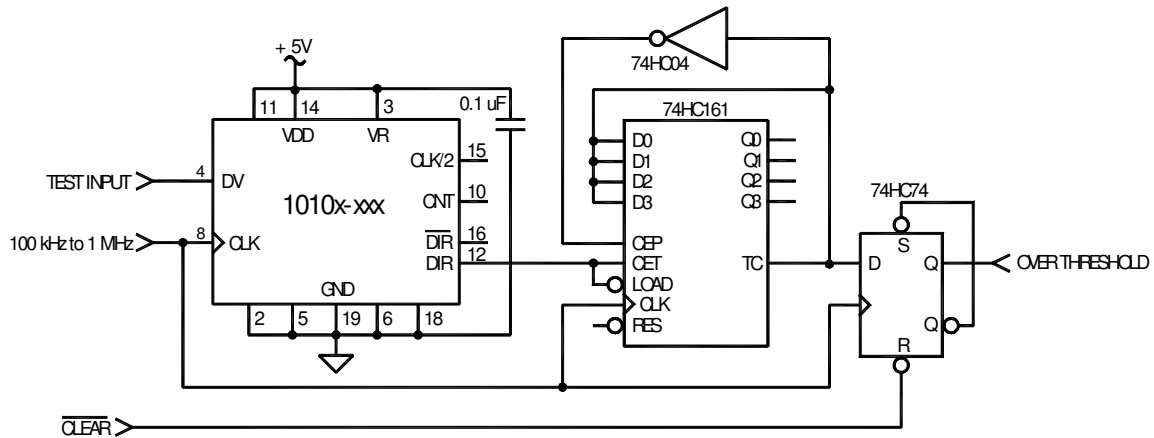 + 5V
74HC04
11 14 3
0.1 uF
74HC161
VDD VR
D0 Q0
CLK/2 15
D1 Q1
TEST INPUT 4 DV
D2 Q2
1010x-xxx
CNT 10
D3 Q3
74HC74
100 kHz to 1 MHz 8 CLK
DIR 16
CEP
S
DIR 12
CET TC
D Q OVER THRESHOLD
GND
LOAD
CLK
2 5 19 6 18
RES
Q
R
CLEAR